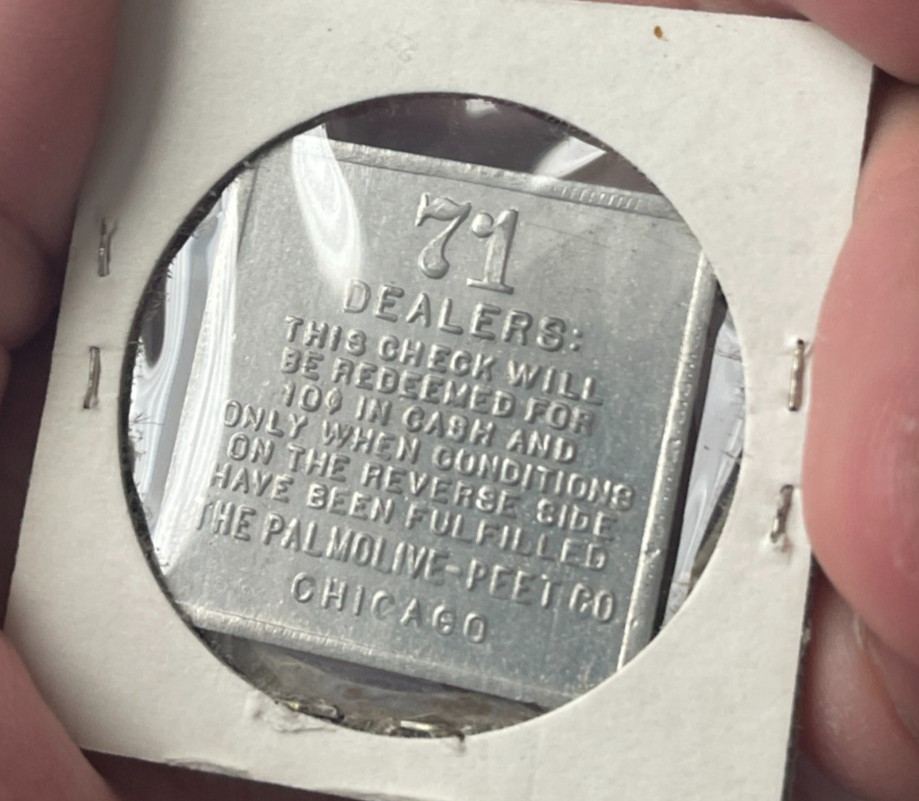 71
DEALERS:
THIS CHECK WILL
BE REDEEMED FOR
10¢ IN CASH AND
ONLY WHEN CONDITIONS
ON THE REVERSE SIDE
HAVE BEEN FULFILLED
THE PALMOLIVE-PEET CO
CHICAGO